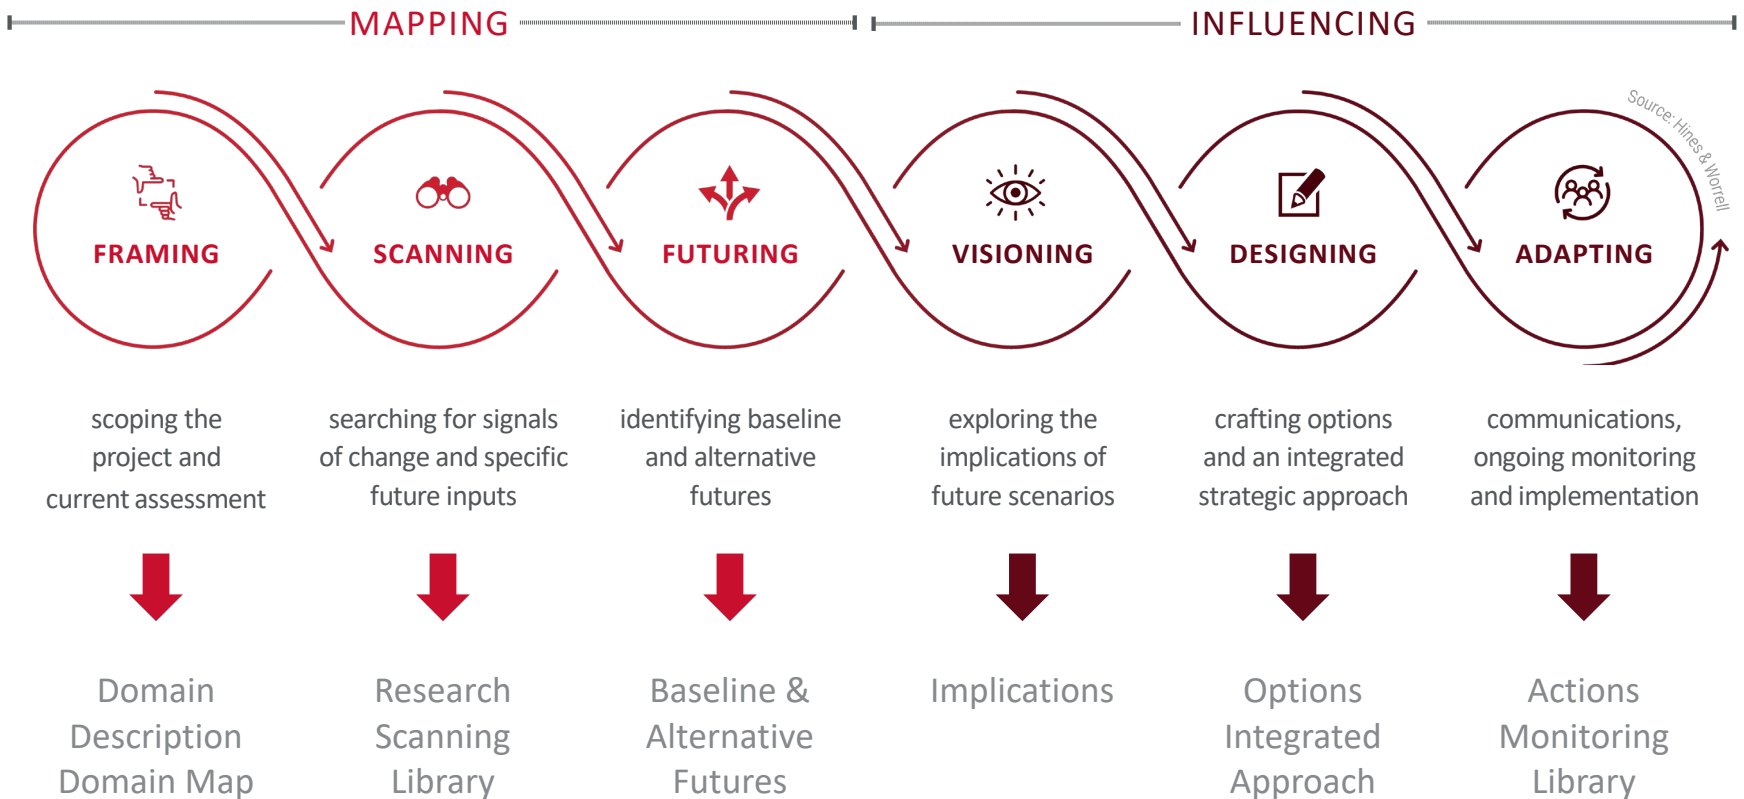 MAPPING
INFLUENCING
Source: Hines & Worrell
FRAMING
SCANNING
FUTURING
VISIONING
DESIGNING
ADAPTING
scoping the
project and
current assessment
searching for signals
of change and specific
future inputs
identifying baseline
and alternative
futures
exploring the
implications of
future scenarios
crafting options
and an integrated
strategic approach
communications,
ongoing monitoring
and implementation
Domain
Description
Domain Map
Research
Scanning
Library
Baseline &
Alternative
Futures
Implications
Options
Integrated
Approach
Actions
Monitoring
Library